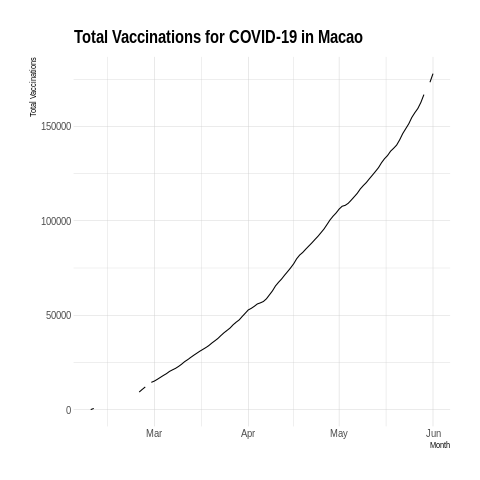 Total Vaccinations for COVID-19 in Macao
Total Vaccinations
150000
100000
50000
0
Mar Apr May Jun
Month